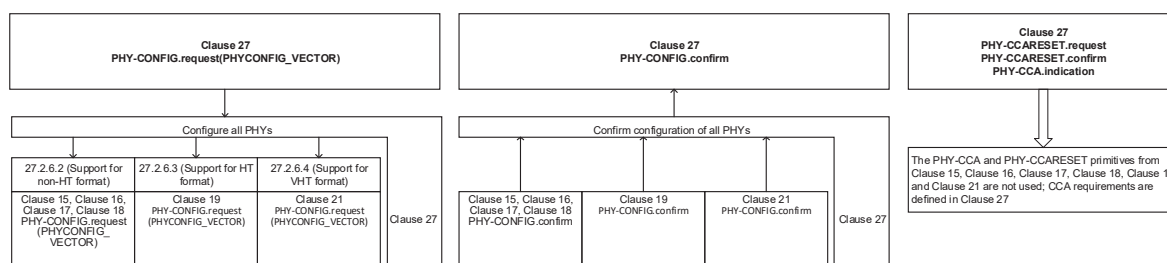 Clause 27
PHY-CONFIG.request(PHYCONFIG_VECTOR)
Configure all PHYs
27.2.6.2 (Support for
non-HT format)
27.2.6.3 (Support for HT
format)
27.2.6.4 (Support for
VHT format)
Clause 15, Clause 16,
Clause 17, Clause 18
PHY-CONFIG.request
(PHYCONFIG_
VECTOR)
Clause 19
PHY-CONFIG.request
(PHYCONFIG_VECTOR)
Clause 21
PHY-CONFIG.request
(PHYCONFIG_VECTOR)
Clause 27
Clause 27
PHY-CONFIG.confirm
Confirm configuration of all PHYs
Clause 15, Clause 16,
Clause 17, Clause 18
PHY-CONFIG.confirm
Clause 19
PHY-CONFIG.confirm
Clause 21
PHY-CONFIG.confirm
Clause 27
Clause 27
PHY-CCARESET.request
PHY-CCARESET.confirm
PHY-CCA.indication
The PHY-CCA and PHY-CCARESET primitives from
Clause 15, Clause 16, Clause 17, Clause 18, Clause 1
and Clause 21 are not used; CCA requirements are
defined in Clause 27